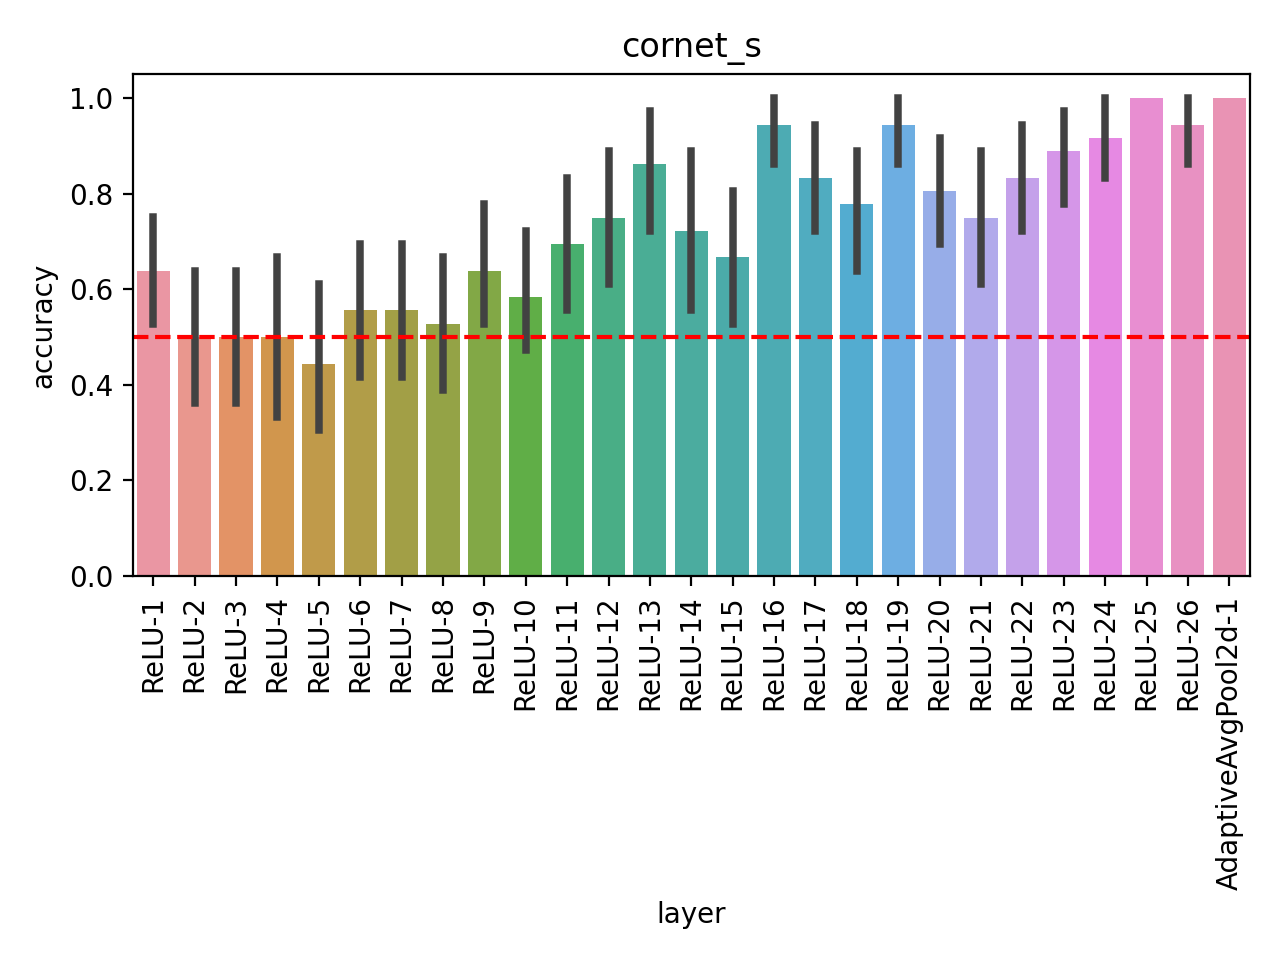 cornet_s
accuracy
1.0
0.8
0.6
0.4
0.2
0.0
ReLU-1
ReLU-2
ReLU-3
ReLU-4
ReLU-5
ReLU-6
ReLU-7
ReLU-8
ReLU-9
ReLU-10
ReLU-11
ReLU-12
ReLU-13
ReLU-14
ReLU-15
ReLU-16
ReLU-17
ReLU-18
ReLU-19
ReLU-20
ReLU-21
ReLU-22
ReLU-23
ReLU-24
ReLU-25
ReLU-26
AdaptiveAvgPool2d-1
layer